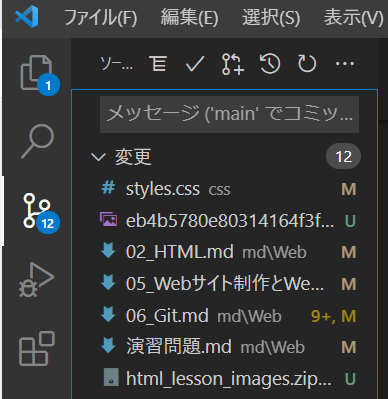 ファイル(F) 編集(E) 選択(S) 表示(V)
ソー... ...
1
メッセージ ('main' でコミッ...
変更 12
# styles.css css M
eb4b5780e80314164f3f... U
12
02_HTML.md md\Web M
05_Webサイト制作とWe... M
06_Git.md md\Web 9+, M
演習問題.md md\Web M
html_lesson_images.zip... U